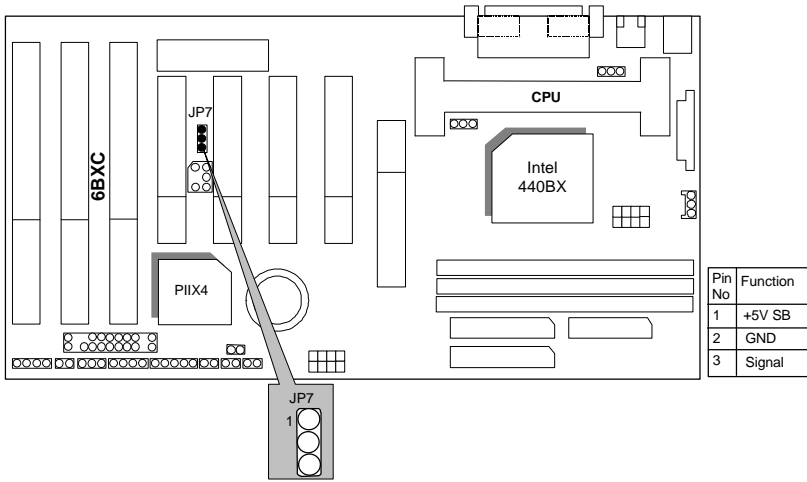 CPU
JP7
6BXC
Intel
440BX
PIIX4
Pin No Function
1 +5V SB
2 GND
3 Signal
JP7
1